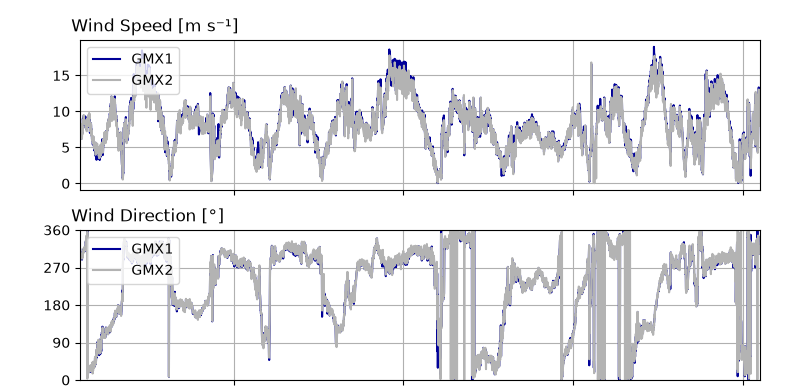 Wind Speed [m s⁻¹]
GMX1
GMX2
15
10
5
0
Wind Direction [°]
360
GMX1
GMX2
270
180
90
0